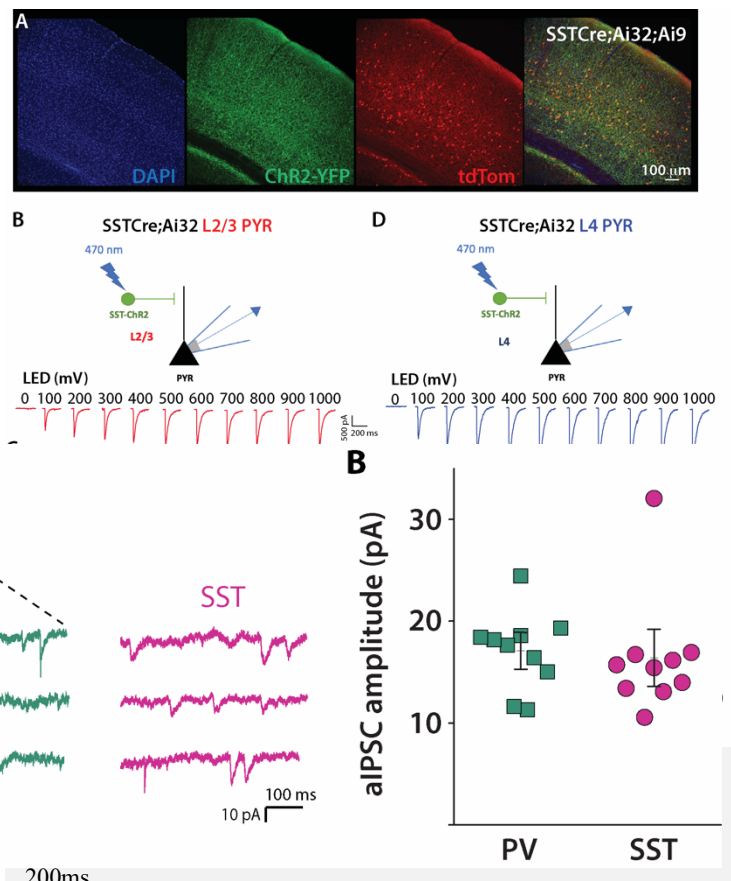 A
SSTCre;Ai32;Ai9
DAPI
ChR2-YFP
tdTom
100 µm
B
SSTCre;Ai32 L2/3 PYR
470 nm
SST-ChR2
L2/3
PYR
LED (mV)
0 100 200 300 400 500 600 700 800 900 1000
500 pA
200 ms
D
SSTCre;Ai32 L4 PYR
470 nm
SST-ChR2
L4
PYR
LED (mV)
0 100 200 300 400 500 600 700 800 900 1000
SST
100 ms
10 pA
B
aIPSC amplitude (pA)
30
20
10
PV SST
200ms